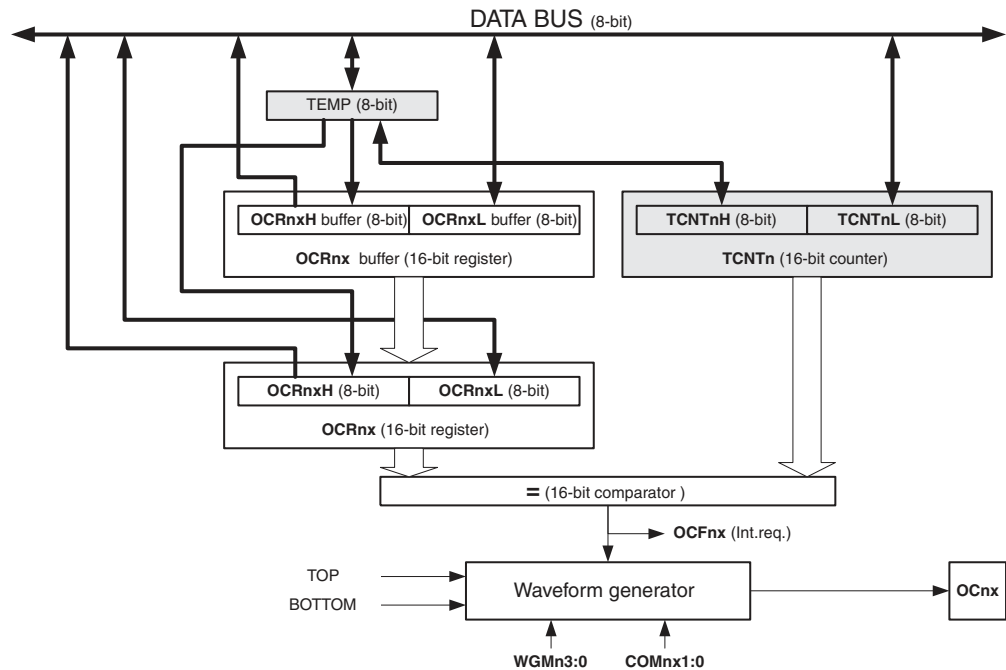 DATA BUS (8-bit)
TEMP (8-bit)
OCRnxH buffer (8-bit) OCRnxL buffer (8-bit)
OCRnx buffer (16-bit register)
TCNTnH (8-bit) TCNTnL (8-bit)
TCNTn (16-bit counter)
OCRnxH (8-bit) OCRnxL (8-bit)
OCRnx (16-bit register)
= (16-bit comparator )
OCFnx (Int.req.)
TOP
BOTTOM
Waveform generator
OCnx
WGMn3:0 COMnx1:0